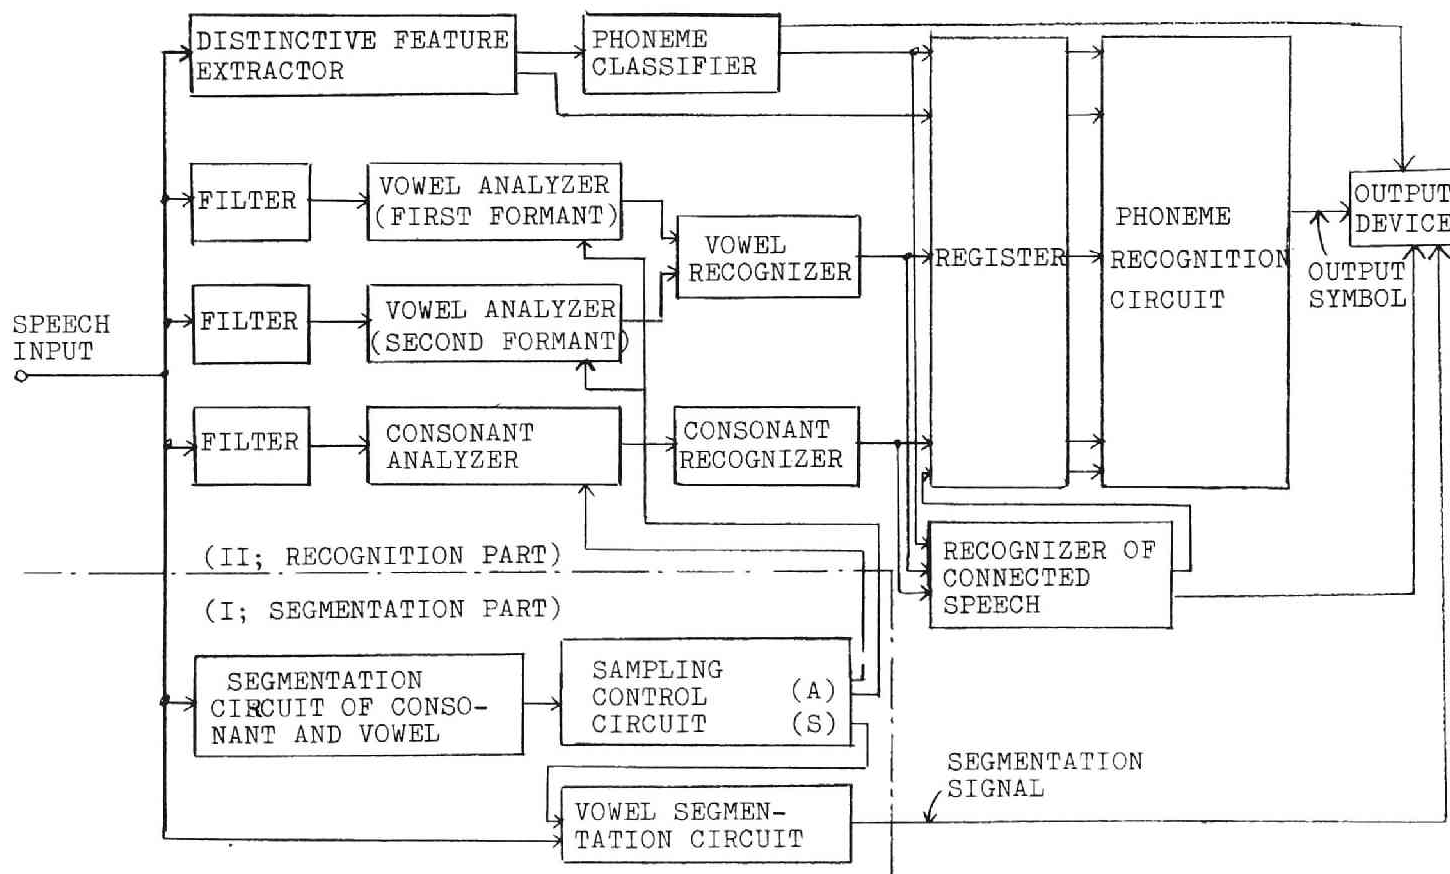 DISTINCTIVE FEATURE
EXTRACTOR
PHONEME
CLASSIFIER
FILTER
VOWEL ANALYZER
(FIRST FORMANT)
VOWEL
RECOGNIZER
REGISTER
PHONEME
RECOGNITION
CIRCUIT
OUTPUT
DEVICE
OUTPUT
SYMBOL
SPEECH
INPUT
FILTER
VOWEL ANALYZER
(SECOND FORMANT)
FILTER
CONSONANT
ANALYZER
CONSONANT
RECOGNIZER
RECOGNIZER OF
CONNECTED
SPEECH
(II; RECOGNITION PART)
(I; SEGMENTATION PART)
SEGMENTATION
CIRCUIT OF CONSO-
NANT AND VOWEL
SAMPLING
CONTROL (A)
CIRCUIT (S)
SEGMENTATION
SIGNAL
VOWEL SEGMEN-
TATION CIRCUIT